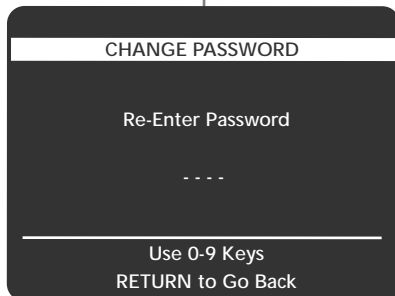 CHANGE PASSWORD
Re-Enter Password
- - - -
Use 0-9 Keys
RETURN to Go Back